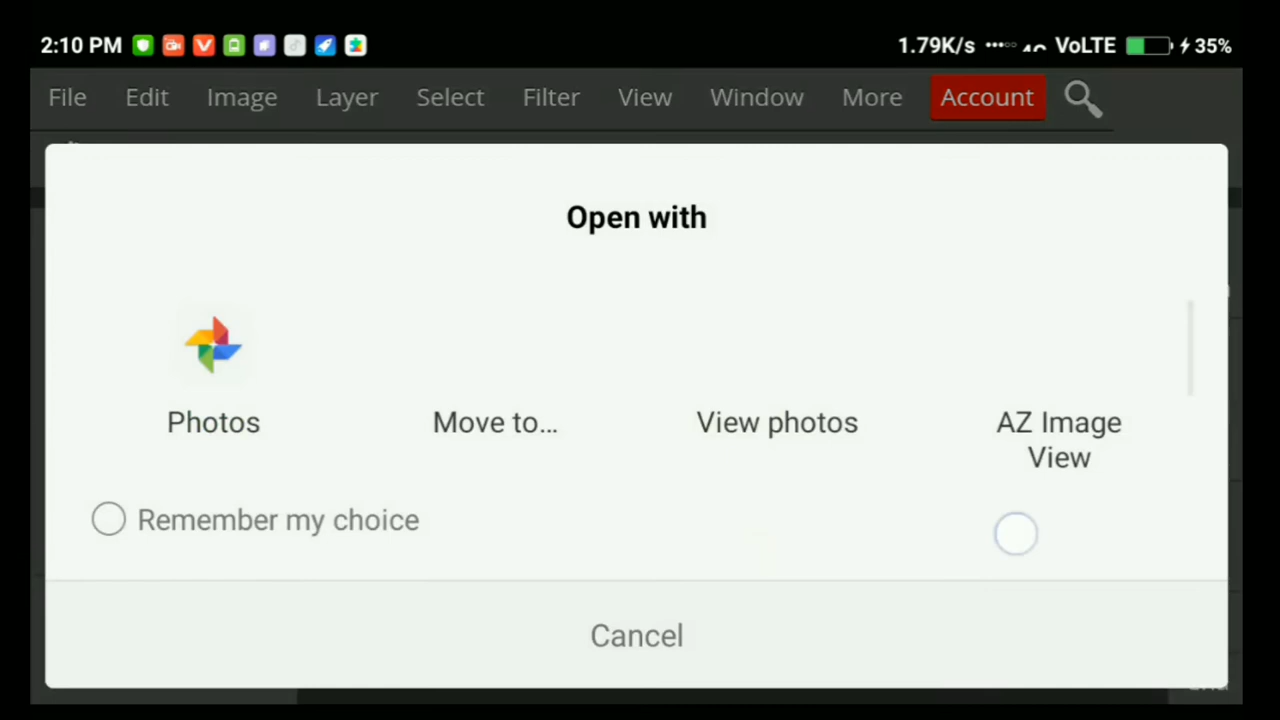 2:10 PM 1.79K/s VoLTE 35%
File Edit Image Layer Select Filter View Window More Account
Open with
Photos Move to... View photos AZ Image View
Remember my choice
Cancel